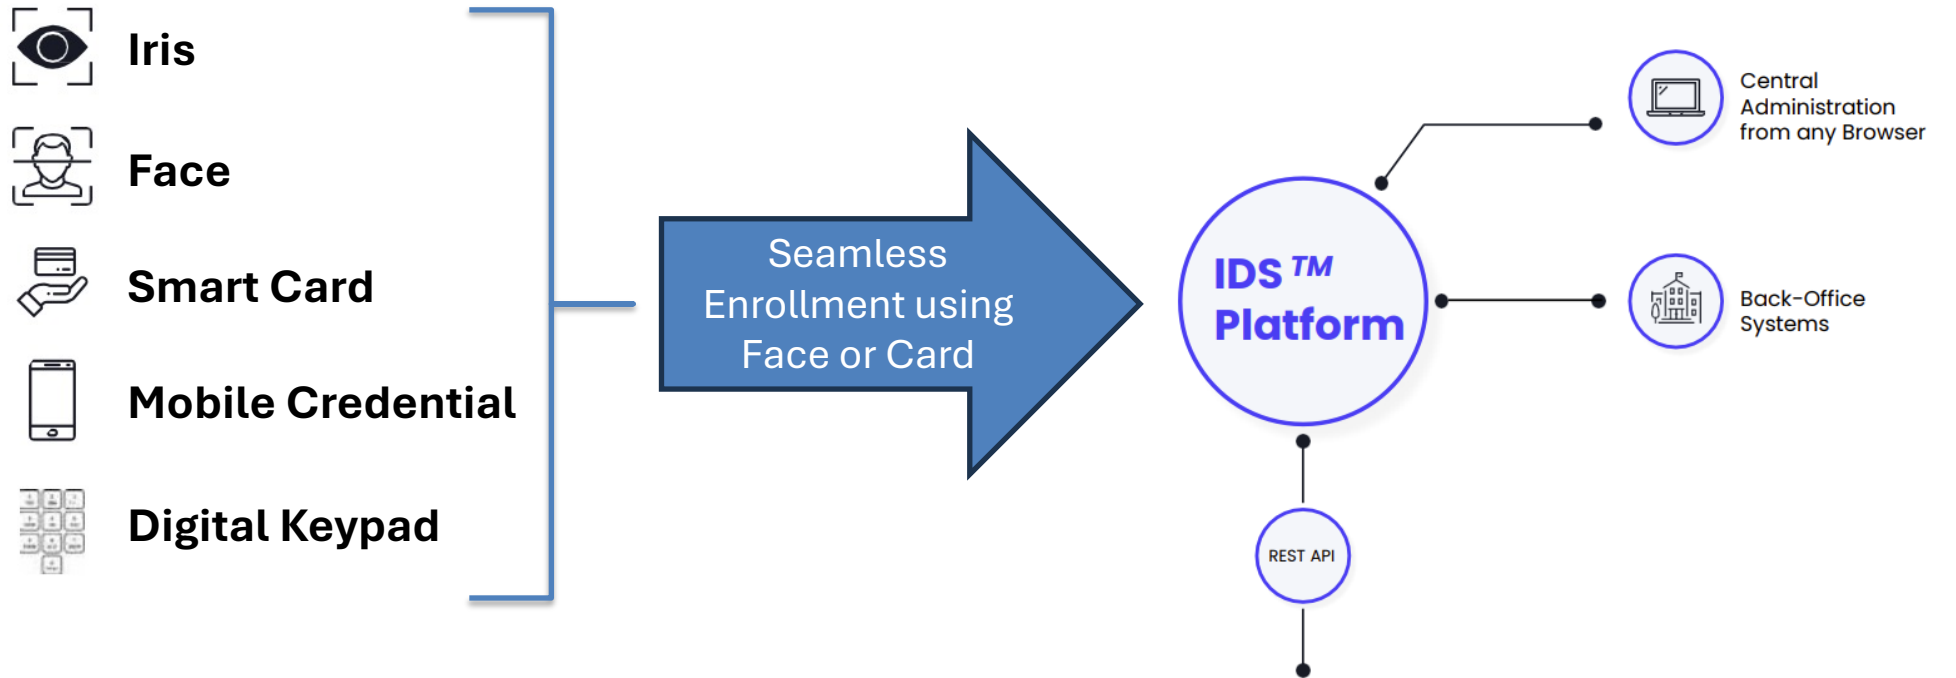 Iris
Face
Smart Card
Mobile Credential
Digital Keypad
Seamless
Enrollment using
Face or Card
IDS TM
Platform
REST API
Central
Administration
from any Browser
Back-Office
Systems